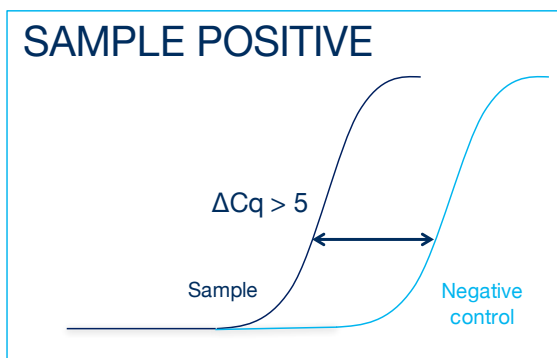 SAMPLE POSITIVE
ΔCq > 5
Sample
Negative
control